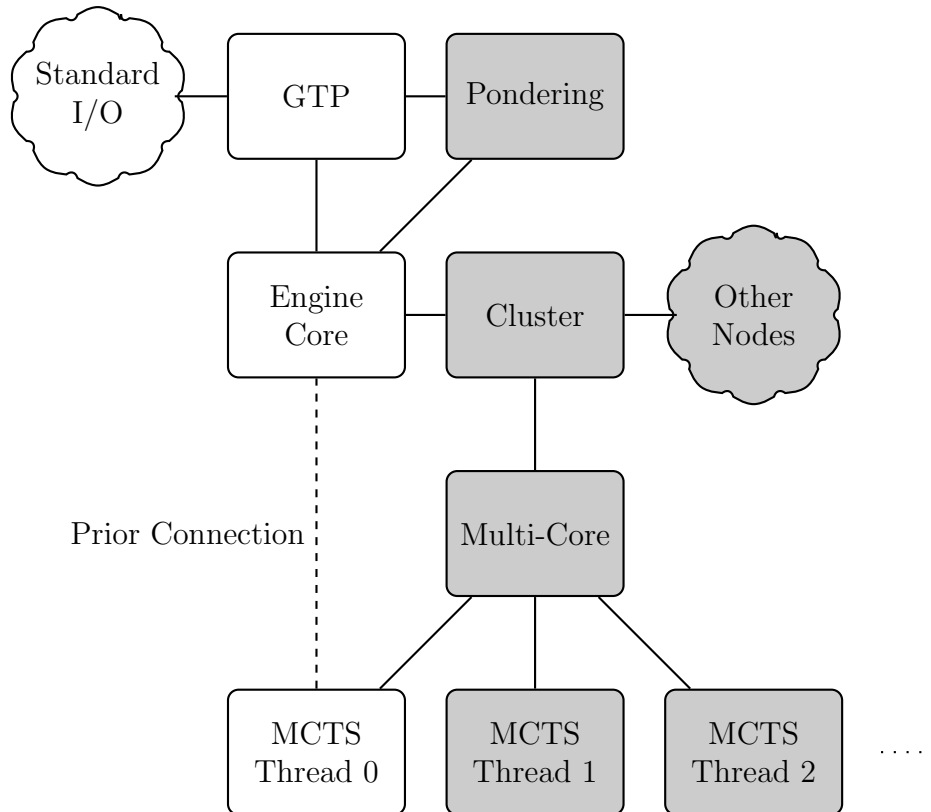 Standard
I/O
GTP
Pondering
Engine
Core
Cluster
Other
Nodes
Prior Connection
Multi-Core
MCTS
Thread 0
MCTS
Thread 1
MCTS
Thread 2
....